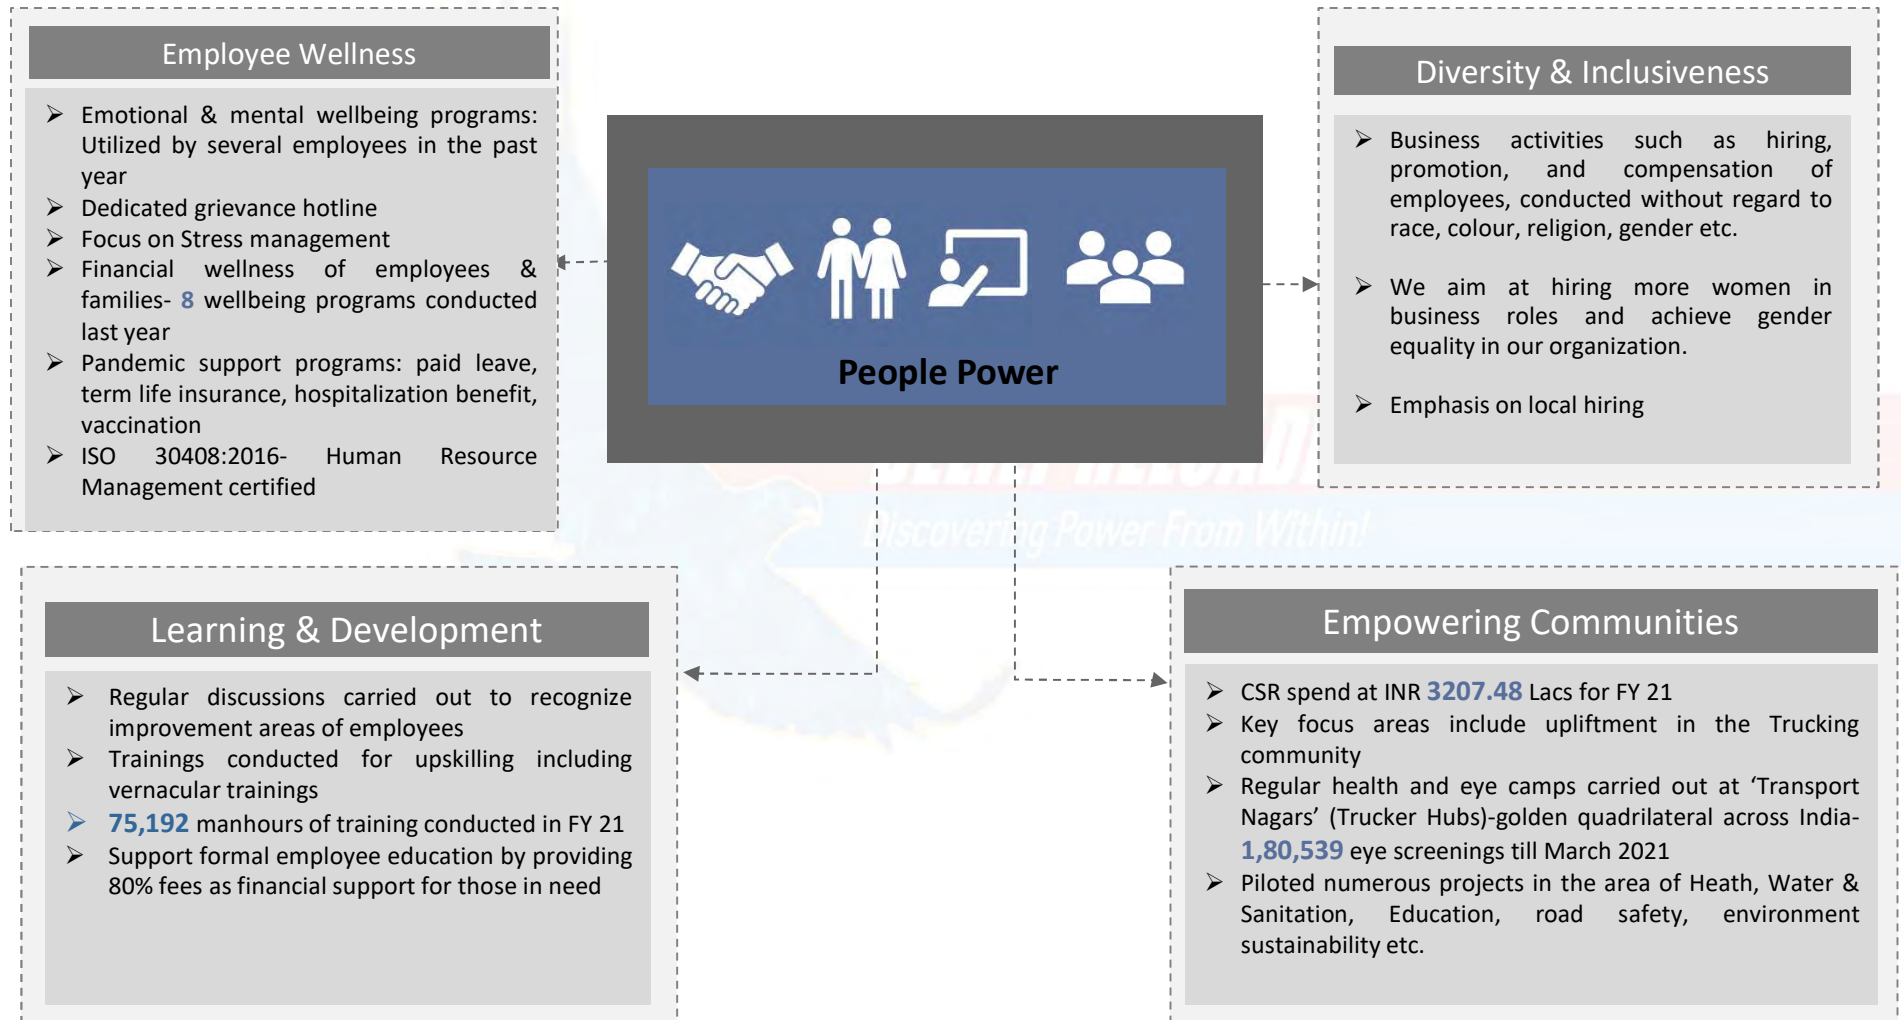 Employee Wellness
➢ Emotional & mental wellbeing programs:
Utilized by several employees in the past
year
➢ Dedicated grievance hotline
➢ Focus on Stress management
➢ Financial wellness of employees &
families- 8 wellbeing programs conducted
last year
➢ Pandemic support programs: paid leave,
term life insurance, hospitalization benefit,
vaccination
➢ ISO 30408:2016- Human Resource
Management certified
People Power
Diversity & Inclusiveness
➢ Business activities such as hiring,
promotion, and compensation of
employees, conducted without regard to
race, colour, religion, gender etc.
➢ We aim at hiring more women in
business roles and achieve gender
equality in our organization.
➢ Emphasis on local hiring
Discovering Power From Within!
Learning & Development
➢ Regular discussions carried out to recognize
improvement areas of employees
➢ Trainings conducted for upskilling including
vernacular trainings
➢ 75,192 manhours of training conducted in FY 21
➢ Support formal employee education by providing
80% fees as financial support for those in need
Empowering Communities
➢ CSR spend at INR 3207.48 Lacs for FY 21
➢ Key focus areas include upliftment in the Trucking
community
➢ Regular health and eye camps carried out at ‘Transport
Nagars’ (Trucker Hubs)-golden quadrilateral across India-
1,80,539 eye screenings till March 2021
➢ Piloted numerous projects in the area of Heath, Water &
Sanitation, Education, road safety, environment
sustainability etc.